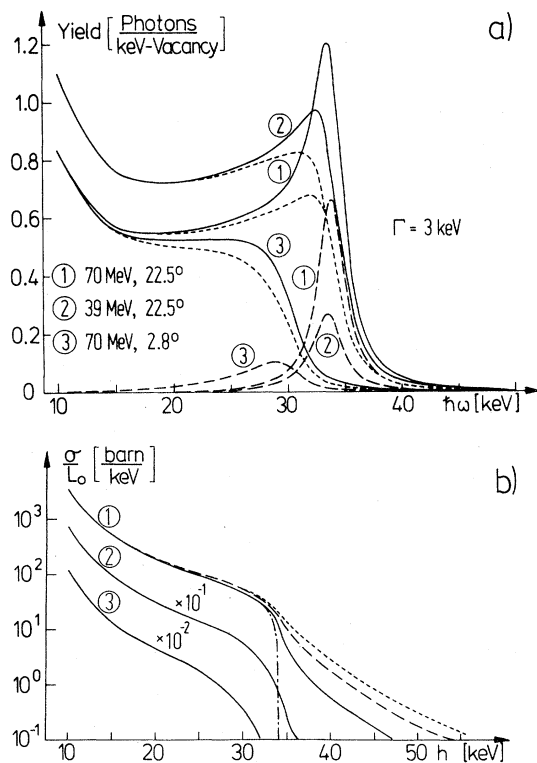 Yield [Photons/keV-Vacancy]
a)
1.2
1.0
0.8
0.6
0.4
0.2
0
② 
①
③
Γ = 3 keV
① 70 MeV, 22.5°
② 39 MeV, 22.5°
③ 70 MeV, 2.8°
①
②
③
10 20 30 40 ħω [keV]
σ/L₀ [barn/keV]
b)
10³
10²
10¹
10⁰
10⁻¹
①
②
③
×10⁻¹
×10⁻²
10 20 30 40 50 h [keV]